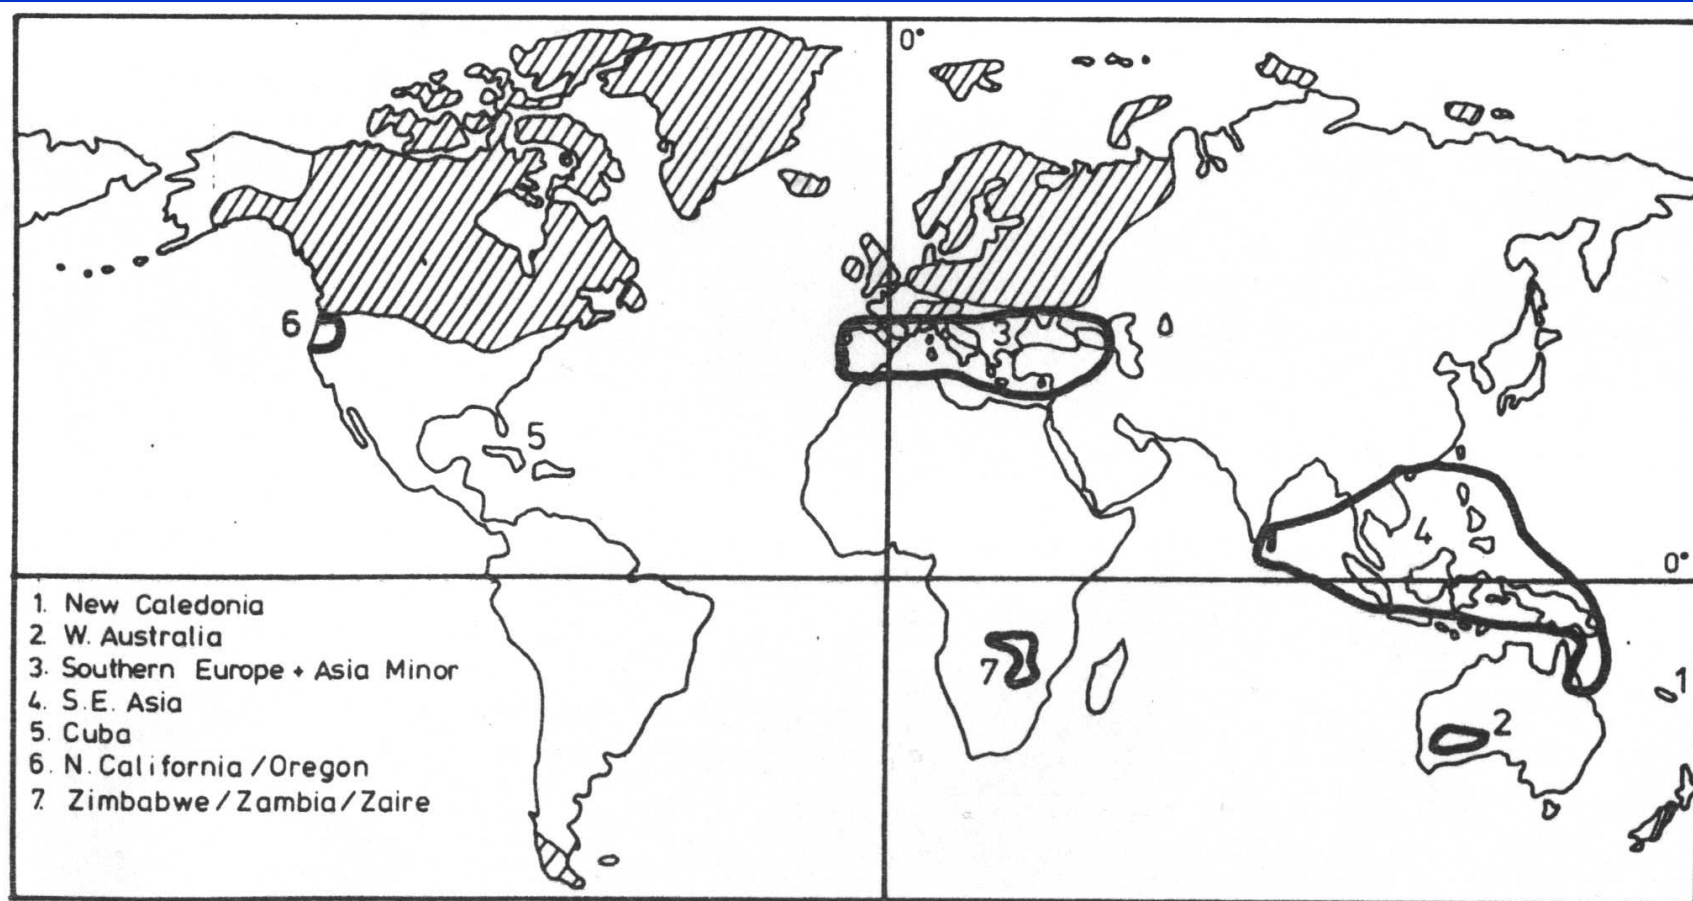 0°
6
3
5
4
0°
7
1
2
1. New Caledonia
2. W. Australia
3. Southern Europe + Asia Minor
4. S.E. Asia
5. Cuba
6. N. California / Oregon
7. Zimbabwe / Zambia / Zaire